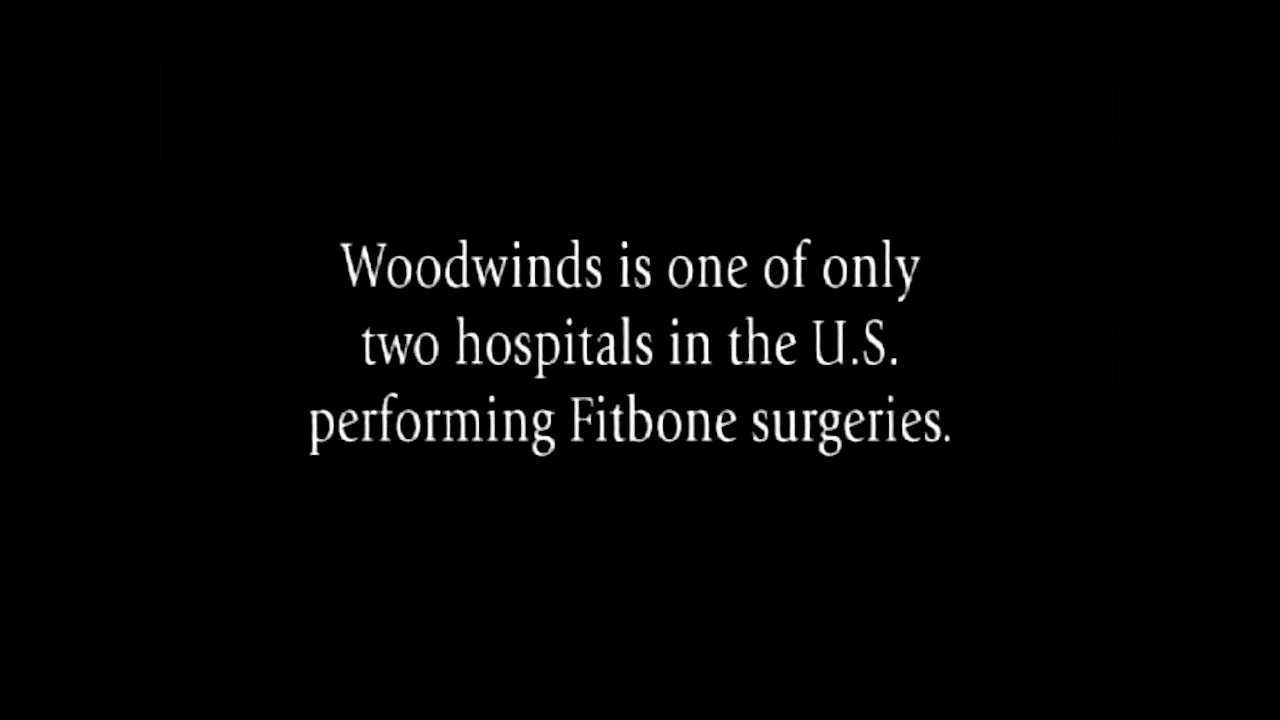 Woodwinds is one of only
two hospitals in the U.S.
performing Fitbone surgeries.